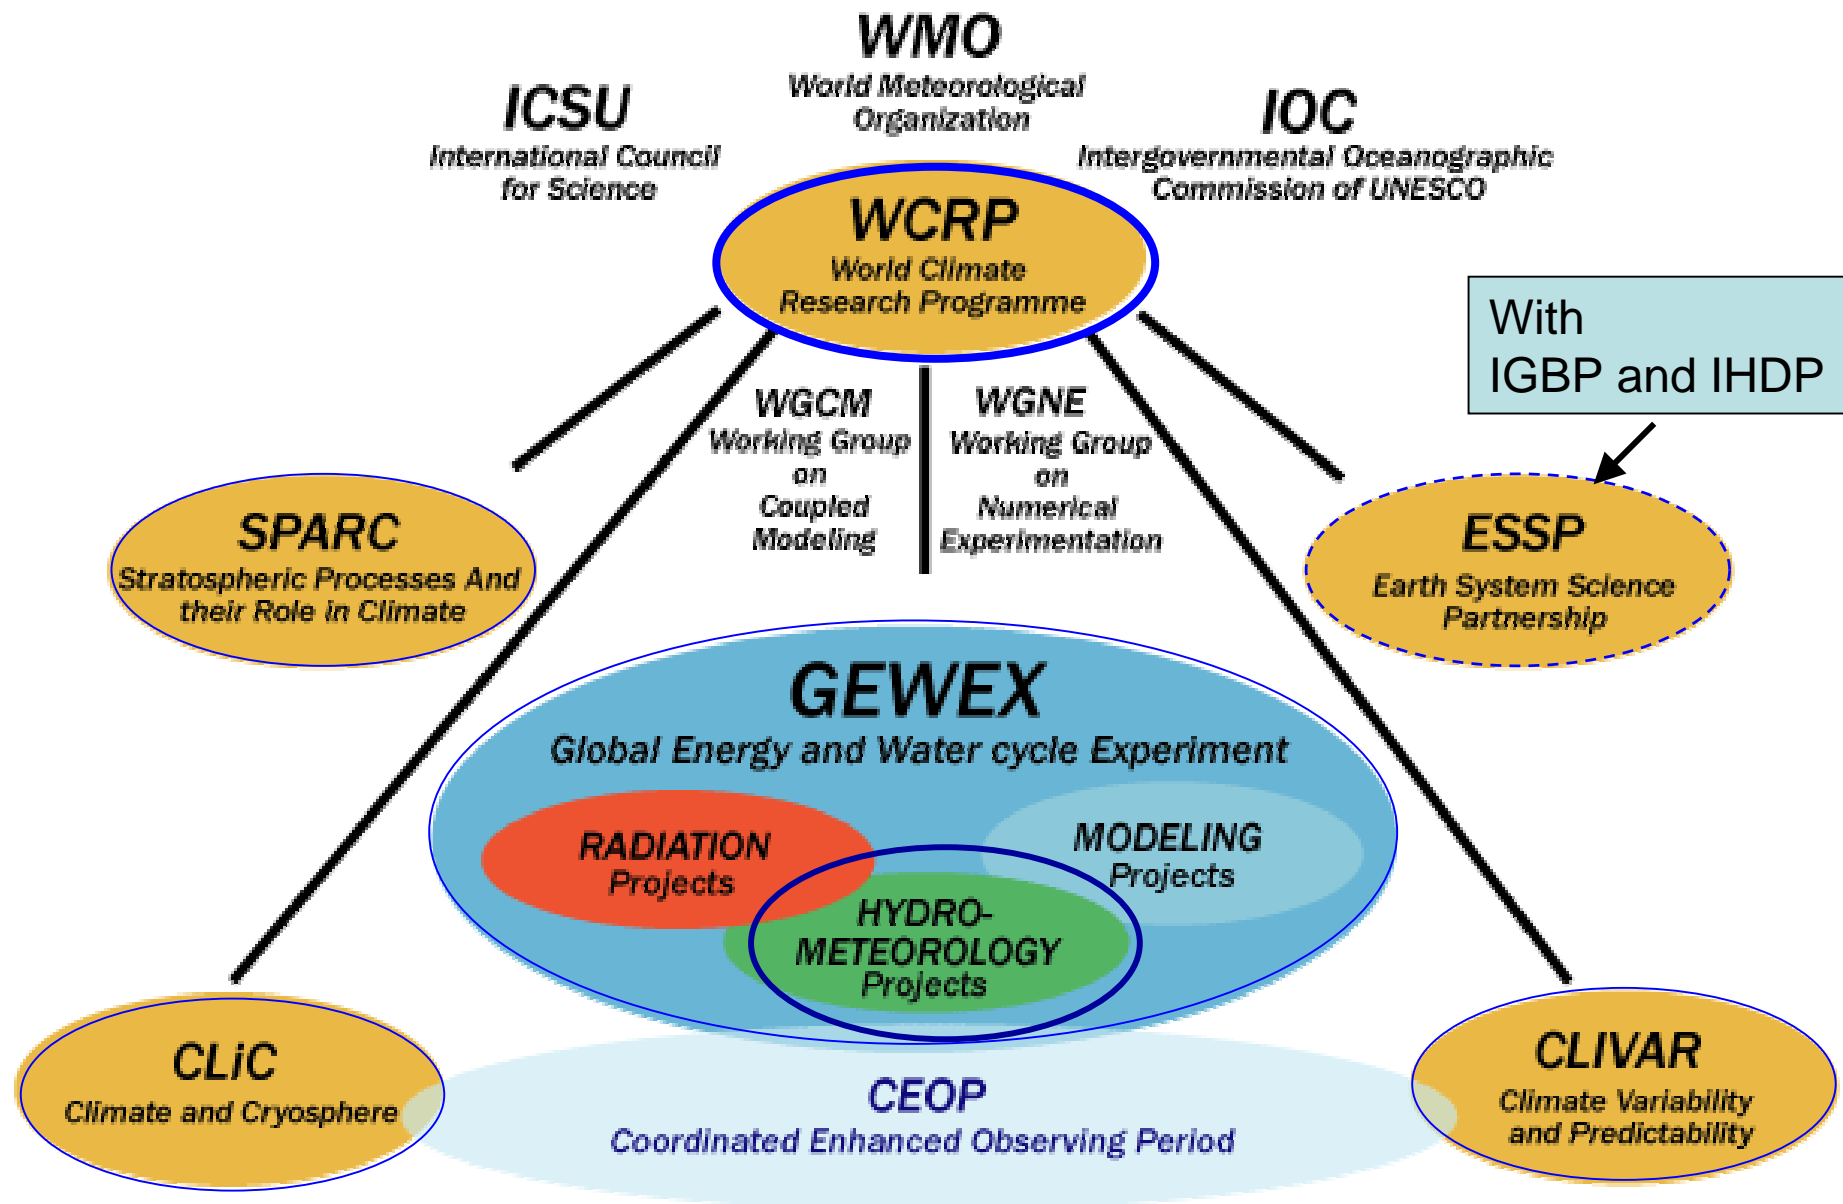 WMO
World Meteorological
Organization
ICSU
International Council
for Science
IOC
Intergovernmental Oceanographic
Commission of UNESCO
WCRP
World Climate
Research Programme
With
IGBP and IHDP
WGCM
Working Group
on
Coupled
Modeling
WGNE
Working Group
on
Numerical
Experimentation
SPARC
Stratospheric Processes And
their Role in Climate
ESSP
Earth System Science
Partnership
GEWEX
Global Energy and Water cycle Experiment
RADIATION
Projects
MODELING
Projects
HYDRO-
METEOROLOGY
Projects
CLiC
Climate and Cryosphere
CEOP
Coordinated Enhanced Observing Period
CLIVAR
Climate Variability
and Predictability